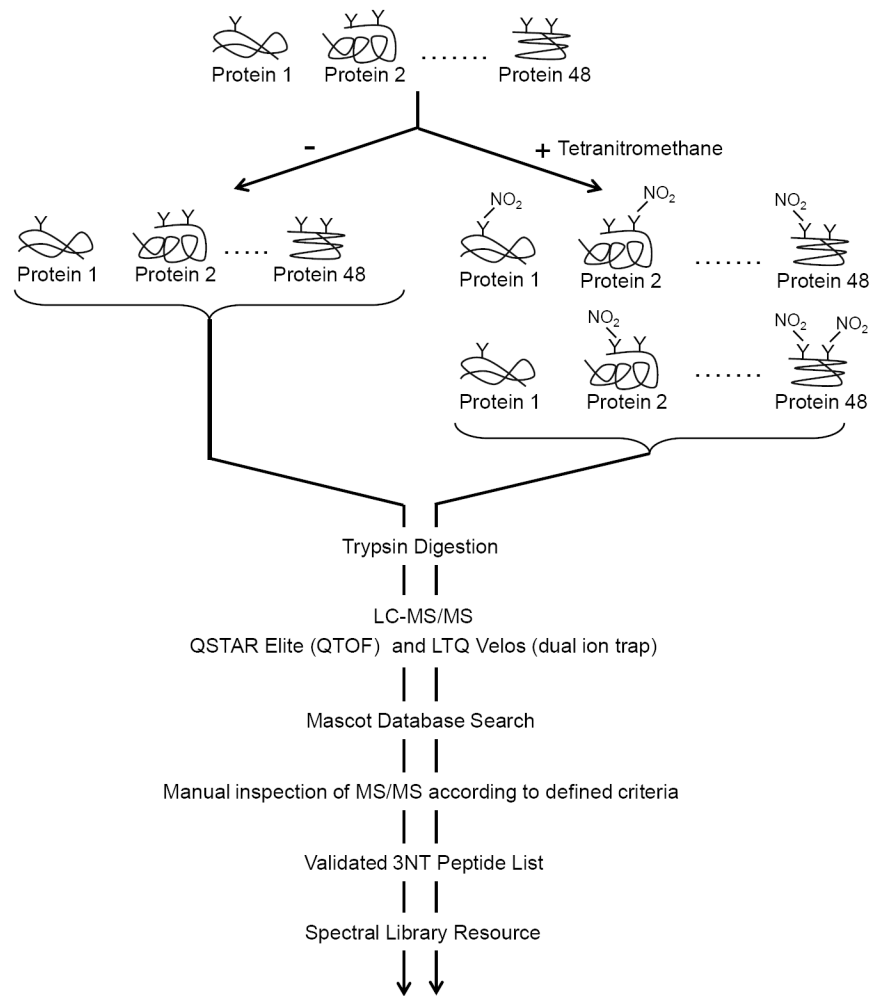 Y Y Y Y Y
Protein 1 Protein 2 ........ Protein 48
- + Tetranitromethane
NO2 NO2 NO2
Y Y Y Y Y Y Y Y Y Y
Protein 1 Protein 2 ..... Protein 48 Protein 1 Protein 2 ........ Protein 48
NO2 NO2 NO2
Y Y Y Y Y
Protein 1 Protein 2 ........ Protein 48
Trypsin Digestion
LC-MS/MS
QSTAR Elite (QTOF) and LTQ Velos (dual ion trap)
Mascot Database Search
Manual inspection of MS/MS according to defined criteria
Validated 3NT Peptide List
Spectral Library Resource